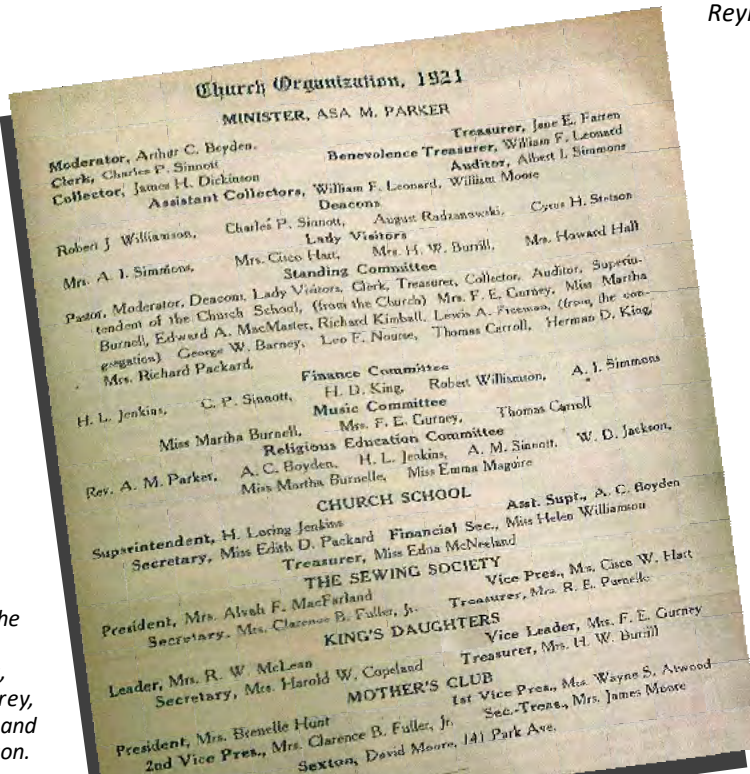 Reyn
Church Organization, 1921
MINISTER, ASA M. PARKER
Moderator, Arthur C. Boyden. Treasurer, Jane E. Farren
Clerk, Charles P. Sinnott Benevolence Treasurer, William F. Leonard
Collector, James H. Dickinson Auditor, Albert I. Simmons
Assistant Collectors, William F. Leonard, William Moore
Deacons
Robert J. Williamson, Charles P. Sinnott, August Radzanowski, Cyrus H. Stetson
Lady Visitors
Mrs. A. I. Simmons, Mrs. Cisco Hart, Mrs. H. W. Burrill, Mrs. Howard Hall
Standing Committee
Pastor, Moderator, Deacons, Lady Visitors, Clerk, Treasurer, Collector, Auditor, Superin-
tendent of the Church School, (from the Church) Mrs. F. E. Gurney, Miss Martha
Burnell, Edward A. MacMaster, Richard Kimball, Lewis A. Freeman, (from the con-
gregation) George W. Barney, Leo F. Nourse, Thomas Carroll, Herman D. King,
Mrs. Richard Packard,
Finance Committee
H. L. Jenkins, C. P. Sinnott, H. D. King, Robert Williamson, A. I. Simmons
Music Committee
Miss Martha Burnell, Mrs. F. E. Gurney, Thomas Carroll
Religious Education Committee
Rev. A. M. Parker, A. C. Boyden, H. L. Jenkins, A. M. Sinnott, W. D. Jackson,
Miss Martha Burnelle, Miss Emma Maguire
CHURCH SCHOOL
Superintendent, H. Loring Jenkins Asst. Supt., A. C. Boyden
Secretary, Miss Edith D. Packard Financial Sec., Miss Helen Williamson
Treasurer, Miss Edna McNeeland
THE SEWING SOCIETY
President, Mrs. Alvah F. MacFarland Vice Pres., Mrs. Cisco W. Hart
Secretary, Mrs. Clarence B. Fuller, Jr. Treasurer, Mrs. R. E. Purnelle
KING'S DAUGHTERS
Leader, Mrs. R. W. McLean Vice Leader, Mrs. F. E. Gurney
Secretary, Mrs. Harold W. Copeland Treasurer, Mrs. H. W. Burrill
MOTHER'S CLUB
President, Mrs. Brenelle Hunt 1st Vice Pres., Mrs. Wayne S. Atwood
2nd Vice Pres., Mrs. Clarence B. Fuller, Jr. Sec.-Treas., Mrs. James Moore
Sexton, David Moore, 141 Park Ave.
he
,
rey,
and
on.